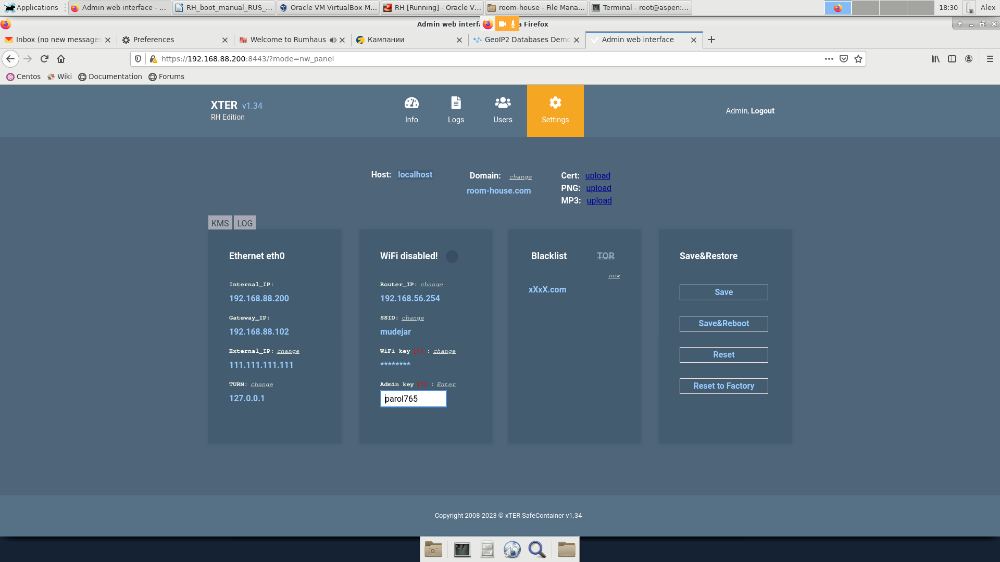 Applications
Admin web interface - ...
RH_boot_manual_RUS_...
Oracle VM VirtualBox M...
RH [Running] - Oracle V...
room-house - File Mana...
Terminal - root@aspen:...
18:30
Alex
Admin web interfa a Firefox
Inbox (no new messages
Preferences
Welcome to Rumhaus
Кампании
GeoIP2 Databases Demo
Admin web interface
https://192.168.88.200:8443/?mode=nw_panel
Centos
Wiki
Documentation
Forums
XTER v1.34
RH Edition
Info
Logs
Users
Settings
Admin, Logout
Host: localhost
Domain: change
room-house.com
Cert: upload
PNG: upload
MP3: upload
KMS
LOG
Ethernet eth0
Internal_IP:
192.168.88.200
Gateway_IP:
192.168.88.102
External_IP: change
111.111.111.111
TURN: change
127.0.0.1
WiFi disabled!
Router_IP: change
192.168.56.254
SSID: change
mudejar
WiFi key [!] : change
********
Admin key [!] : Enter
parol765
Blacklist
TOR
new
xXxX.com
Save&Restore
Save
Save&Reboot
Reset
Reset to Factory
Copyright 2008-2023 © xTER SafeContainer v1.34